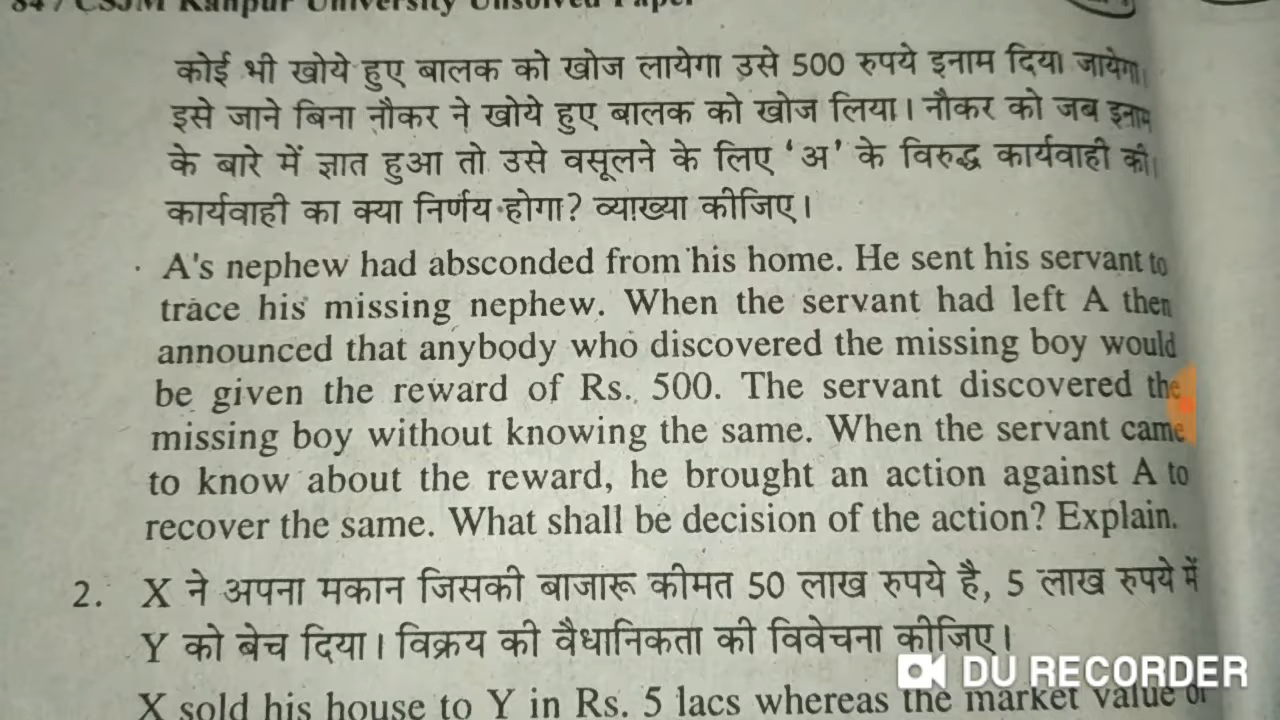 847 CSJM Kanpur University Unsolved Paper
कोई भी खोये हुए बालक को खोज लायेगा उसे 500 रुपये इनाम दिया जायेगा।
इसे जाने बिना नौकर ने खोये हुए बालक को खोज लिया। नौकर को जब इनाम
के बारे में ज्ञात हुआ तो उसे वसूलने के लिए ‘अ’ के विरुद्ध कार्यवाही की।
कार्यवाही का क्या निर्णय होगा? व्याख्या कीजिए।
A's nephew had absconded from his home. He sent his servant to
trace his missing nephew. When the servant had left A then
announced that anybody who discovered the missing boy would
be given the reward of Rs. 500. The servant discovered the
missing boy without knowing the same. When the servant came
to know about the reward, he brought an action against A to
recover the same. What shall be decision of the action? Explain.
2. X ने अपना मकान जिसकी बाजारू कीमत 50 लाख रुपये है, 5 लाख रुपये में
Y को बेच दिया। विक्रय की वैधानिकता की विवेचना कीजिए।
DU RECORDER
X sold his house to Y in Rs. 5 lacs whereas the market value of